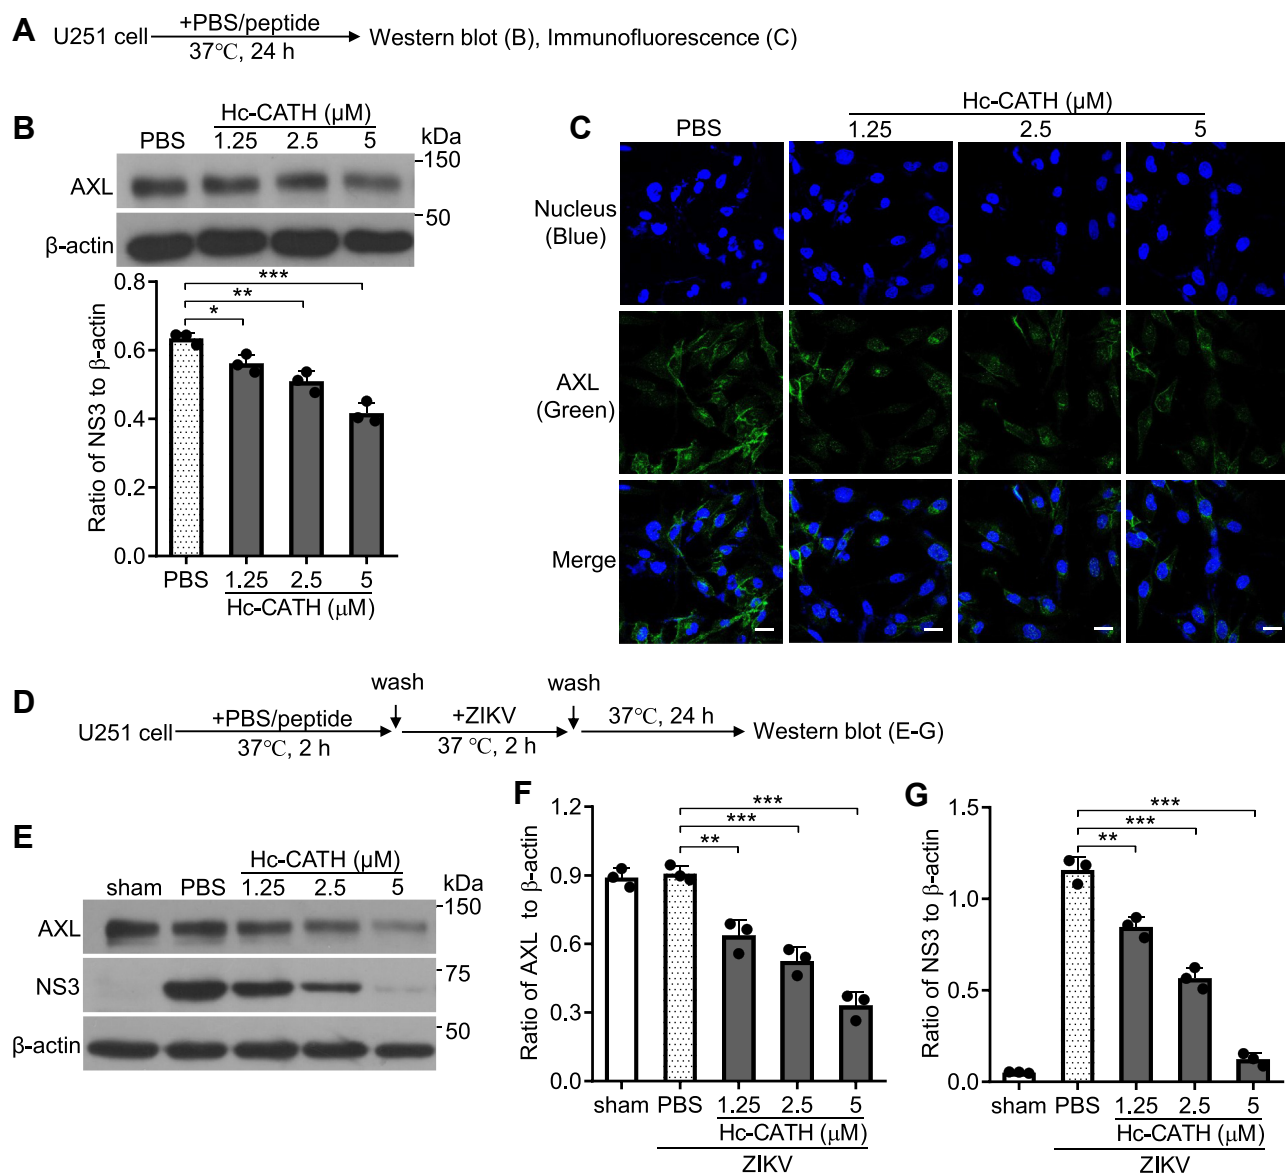 A
U251 cell
+PBS/peptide
37℃, 24 h
Western blot (B), Immunofluorescence (C)
B
Hc-CATH (μM)
PBS 1.25 2.5 5 kDa
AXL
150
50
β-actin
***
**
*
Ratio of NS3 to β-actin
0.8
0.6
0.4
0.2
0.0
PBS 1.25 2.5 5
Hc-CATH (μM)
C
Hc-CATH (μM)
PBS 1.25 2.5 5
Nucleus
(Blue)
AXL
(Green)
Merge
D
U251 cell
+PBS/peptide
37℃, 2 h
wash
+ZIKV
37 ℃, 2 h
wash
37℃, 24 h
Western blot (E-G)
E
Hc-CATH (μM)
sham PBS 1.25 2.5 5 kDa
150
AXL
75
NS3
50
β-actin
F
***
***
**
Ratio of AXL to β-actin
1.2
0.9
0.6
0.3
0.0
sham PBS 1.25 2.5 5
Hc-CATH (μM)
ZIKV
G
***
***
**
Ratio of NS3 to β-actin
1.5
1.0
0.5
0.0
sham PBS 1.25 2.5 5
Hc-CATH (μM)
ZIKV